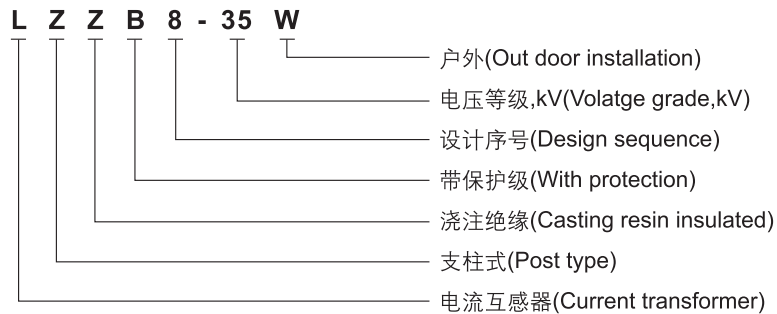 L Z Z B 8 - 35 W
户外(Out door installation)
电压等级,kV(Volatge grade,kV)
设计序号(Design sequence)
带保护级(With protection)
浇注绝缘(Casting resin insulated)
支柱式(Post type)
电流互感器(Current transformer)